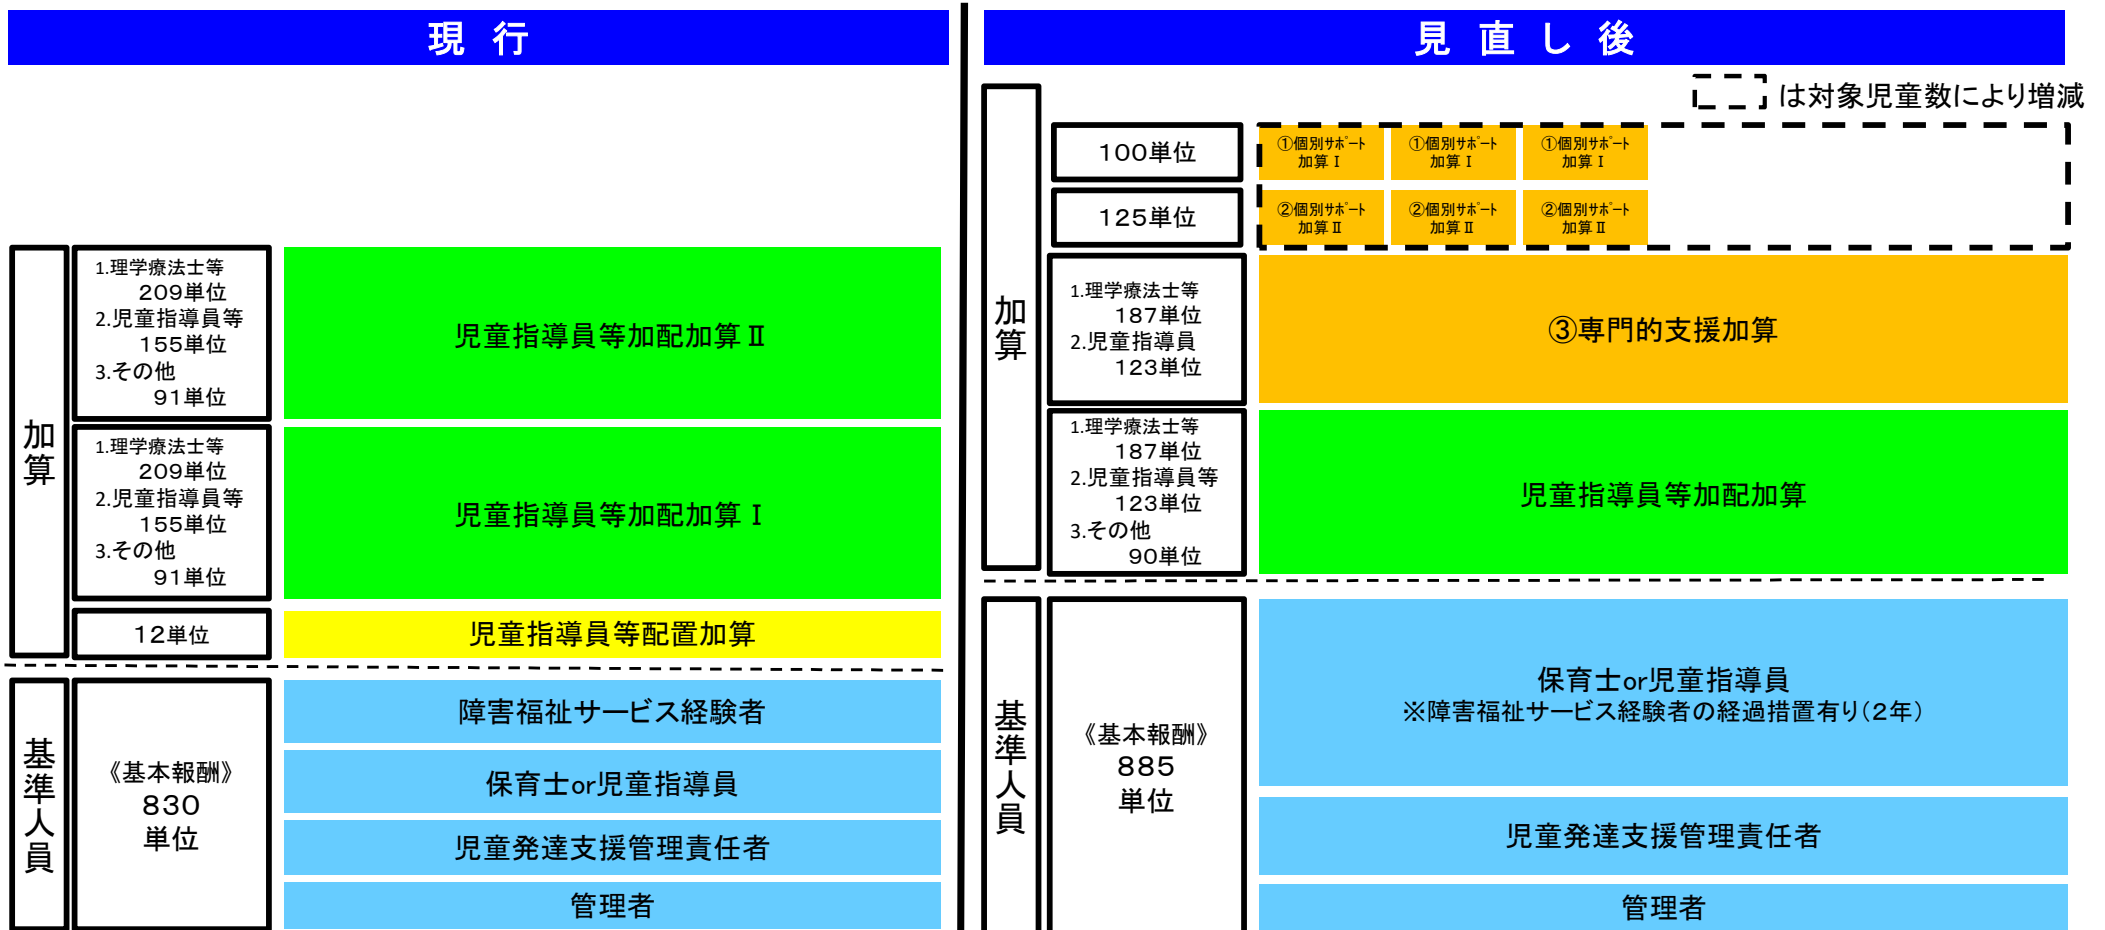 現 行
加算
1.理学療法士等
209単位
2.児童指導員等
155単位
3.その他
91単位
児童指導員等加配加算Ⅱ
1.理学療法士等
209単位
2.児童指導員等
155単位
3.その他
91単位
児童指導員等加配加算Ⅰ
12単位
児童指導員等配置加算
基準人員
《基本報酬》
830
単位
障害福祉サービス経験者
保育士or児童指導員
児童発達支援管理責任者
管理者
見 直 し 後
は対象児童数により増減
加算
100単位
①個別サポート
加算Ⅰ
①個別サポート
加算Ⅰ
①個別サポート
加算Ⅰ
125単位
②個別サポート
加算Ⅱ
②個別サポート
加算Ⅱ
②個別サポート
加算Ⅱ
1.理学療法士等
187単位
2.児童指導員
123単位
③専門的支援加算
1.理学療法士等
187単位
2.児童指導員等
123単位
3.その他
90単位
児童指導員等加配加算
基準人員
《基本報酬》
885
単位
保育士or児童指導員
※障害福祉サービス経験者の経過措置有り（２年）
児童発達支援管理責任者
管理者